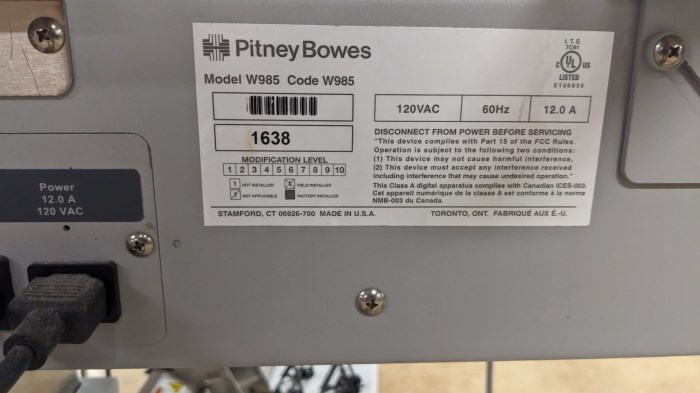 Pitney Bowes
Model W985 Code W985
I.T.E.
7C91
C UL US
LISTED
E158830
1638
120VAC 60Hz 12.0 A
MODIFICATION LEVEL
1 2 3 4 5 6 7 8 9 10
1 NOT INSTALLED X FIELD INSTALLED
NOT APPLICABLE FACTORY INSTALLED
DISCONNECT FROM POWER BEFORE SERVICING
"This device complies with Part 15 of the FCC Rules.
Operation is subject to the following two conditions:
(1) This device may not cause harmful interference,
(2) This device must accept any interference received
including interference that may cause undesired operation."
This Class A digital apparatus complies with Canadian ICES-003.
Cet appareil numérique de la classe A est conforme à la norme
NMB-003 du Canada.
STAMFORD, CT 06926-700 MADE IN U.S.A. TORONTO, ONT. FABRIQUÉ AUX É.-U.
Power
12.0 A
120 VAC